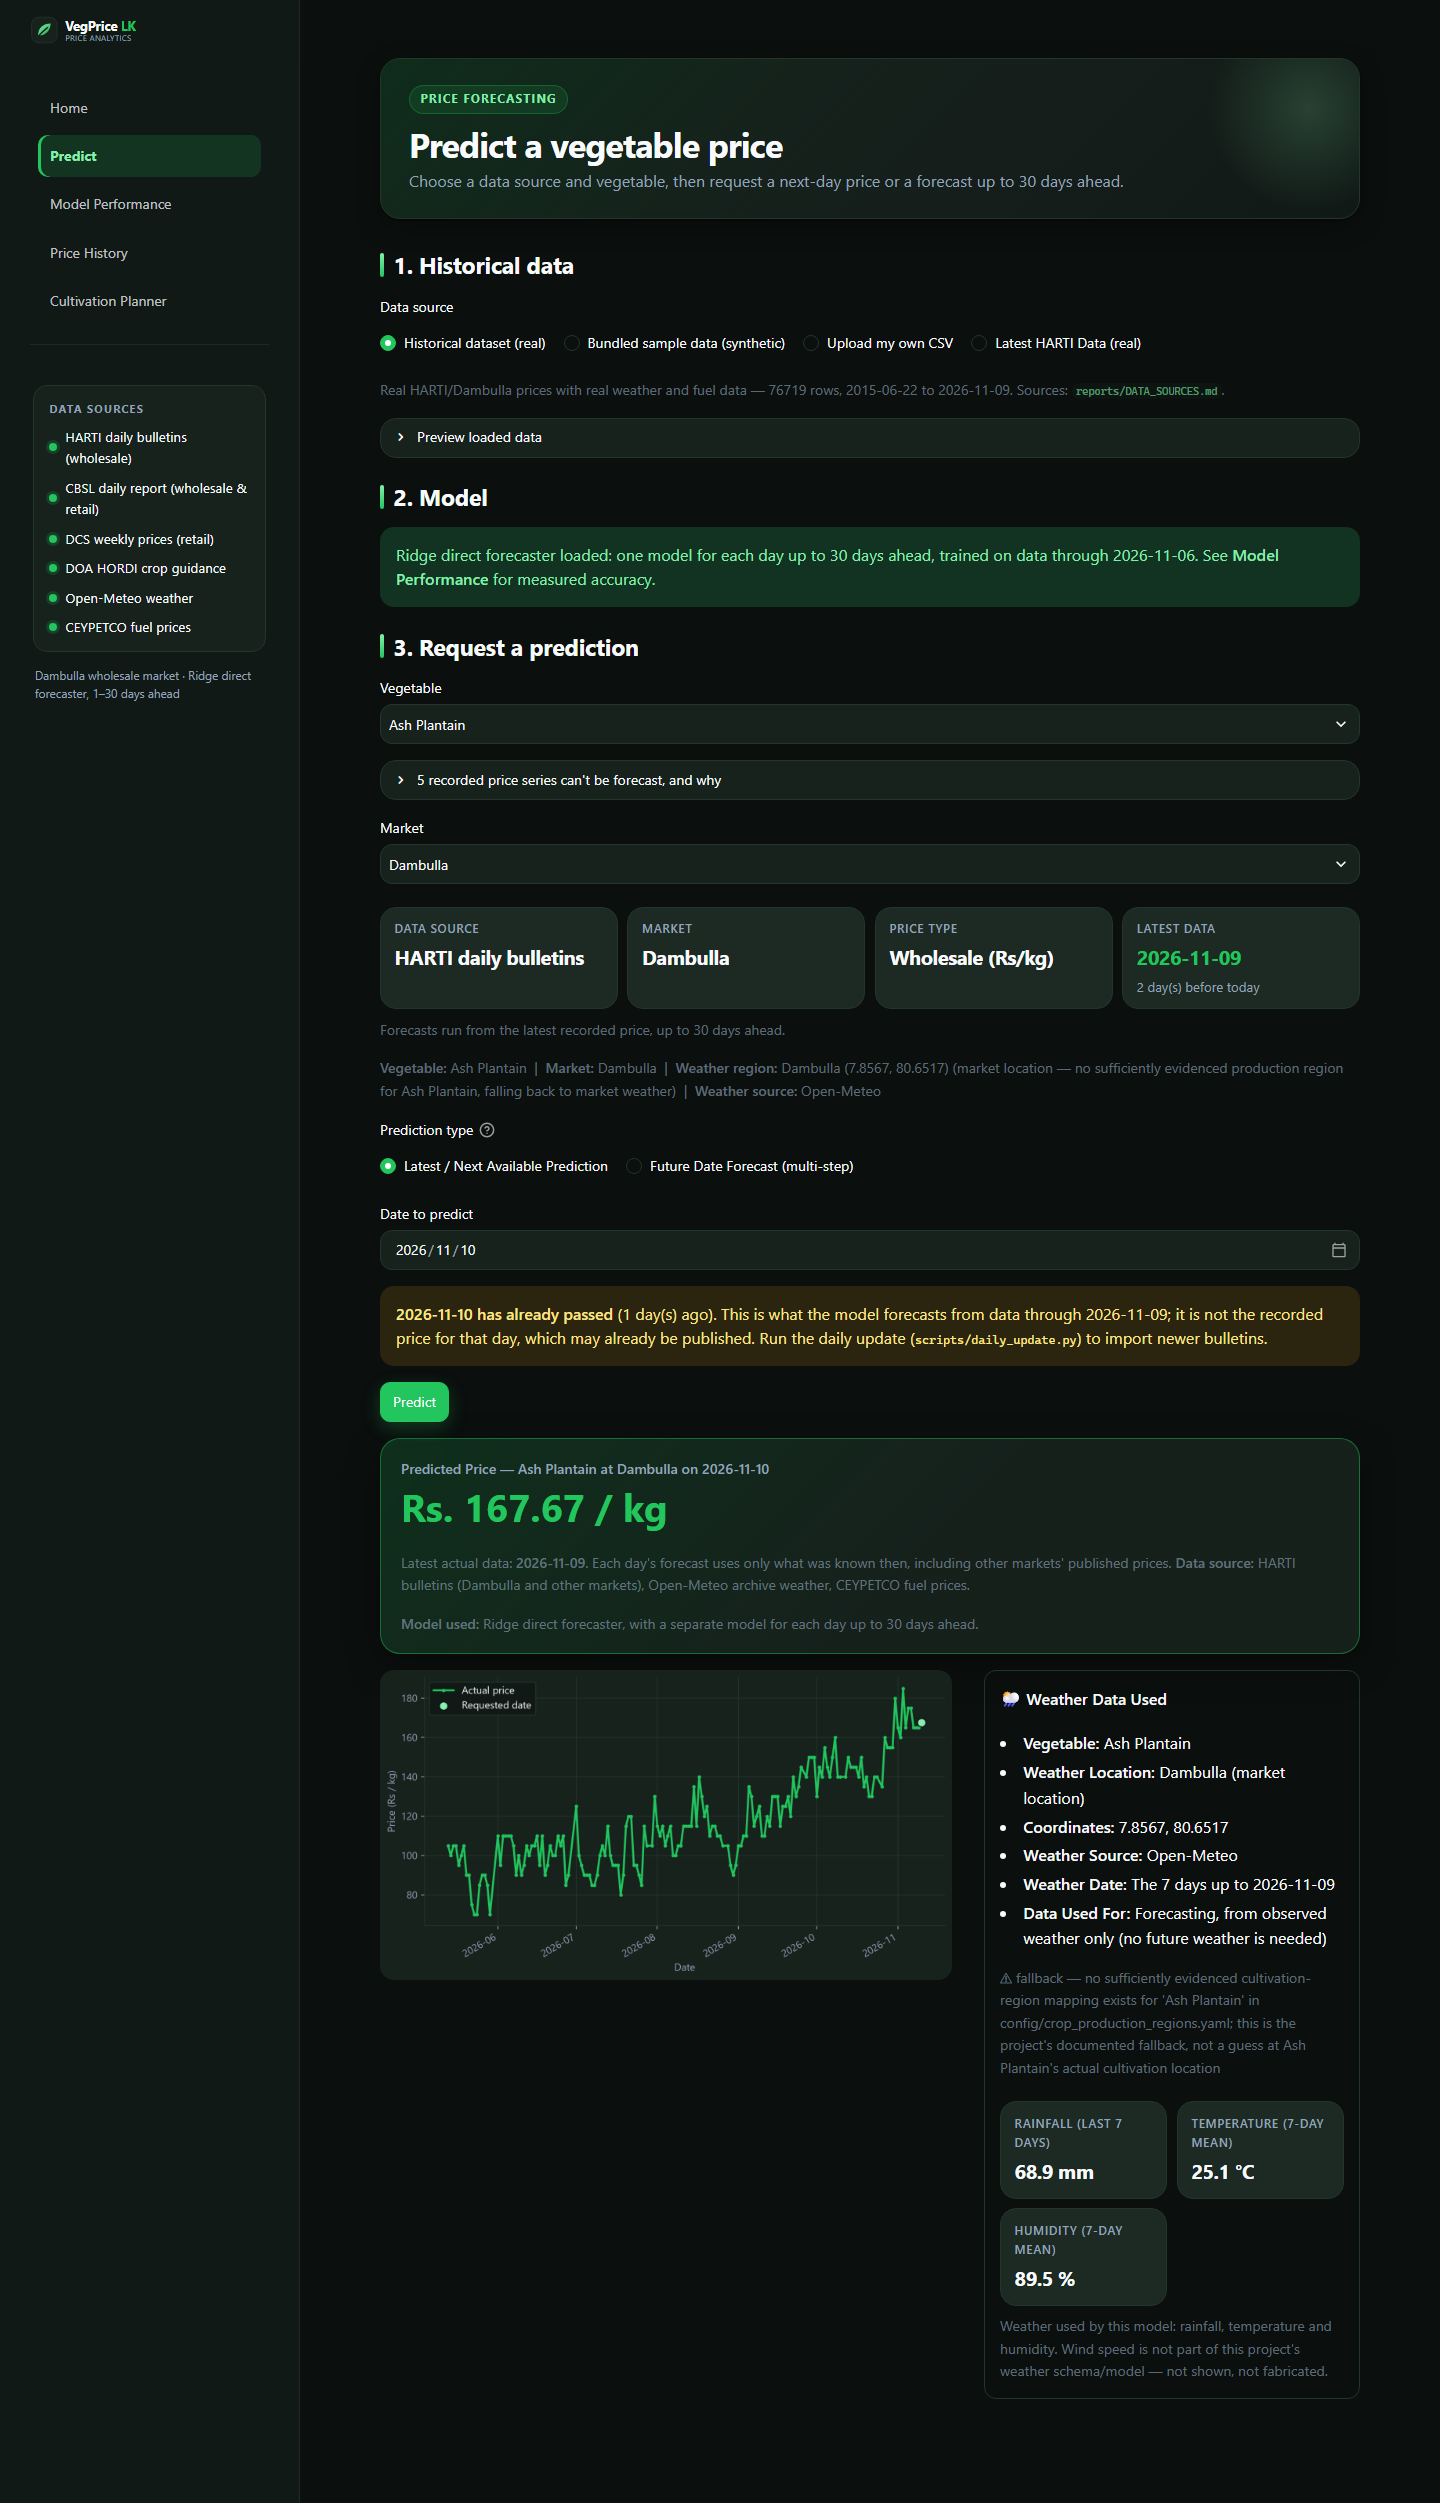 VegPrice LK
PRICE ANALYTICS
Home
Predict
Model Performance
Price History
Cultivation Planner
DATA SOURCES
HARTI daily bulletins
(wholesale)
CBSL daily report (wholesale &
retail)
DCS weekly prices (retail)
DOA HORDI crop guidance
Open-Meteo weather
CEYPETCO fuel prices
Dambulla wholesale market · Ridge direct
forecaster, 1–30 days ahead
PRICE FORECASTING
Predict a vegetable price
Choose a data source and vegetable, then request a next-day price or a forecast up to 30 days ahead.
1. Historical data
Data source
Historical dataset (real)
Bundled sample data (synthetic)
Upload my own CSV
Latest HARTI Data (real)
Real HARTI/Dambulla prices with real weather and fuel data — 76719 rows, 2015-06-22 to 2026-11-09. Sources: reports/DATA_SOURCES.md.
Preview loaded data
2. Model
Ridge direct forecaster loaded: one model for each day up to 30 days ahead, trained on data through 2026-11-06. See Model
Performance for measured accuracy.
3. Request a prediction
Vegetable
Ash Plantain
5 recorded price series can't be forecast, and why
Market
Dambulla
DATA SOURCE
HARTI daily bulletins
MARKET
Dambulla
PRICE TYPE
Wholesale (Rs/kg)
LATEST DATA
2026-11-09
2 day(s) before today
Forecasts run from the latest recorded price, up to 30 days ahead.
Vegetable: Ash Plantain | Market: Dambulla | Weather region: Dambulla (7.8567, 80.6517) (market location — no sufficiently evidenced production region
for Ash Plantain, falling back to market weather) | Weather source: Open-Meteo
Prediction type
Latest / Next Available Prediction
Future Date Forecast (multi-step)
Date to predict
2026/11/10
2026-11-10 has already passed (1 day(s) ago). This is what the model forecasts from data through 2026-11-09; it is not the recorded
price for that day, which may already be published. Run the daily update (scripts/daily_update.py) to import newer bulletins.
Predict
Predicted Price — Ash Plantain at Dambulla on 2026-11-10
Rs. 167.67 / kg
Latest actual data: 2026-11-09. Each day's forecast uses only what was known then, including other markets' published prices. Data source: HARTI
bulletins (Dambulla and other markets), Open-Meteo archive weather, CEYPETCO fuel prices.
Model used: Ridge direct forecaster, with a separate model for each day up to 30 days ahead.
Actual price
Requested date
Price (Rs / kg)
180
160
140
120
100
80
2026-06
2026-07
2026-08
2026-09
2026-10
2026-11
Date
Weather Data Used
Vegetable: Ash Plantain
Weather Location: Dambulla (market
location)
Coordinates: 7.8567, 80.6517
Weather Source: Open-Meteo
Weather Date: The 7 days up to 2026-11-09
Data Used For: Forecasting, from observed
weather only (no future weather is needed)
⚠ fallback — no sufficiently evidenced cultivation-
region mapping exists for 'Ash Plantain' in
config/crop_production_regions.yaml; this is the
project's documented fallback, not a guess at Ash
Plantain's actual cultivation location
RAINFALL (LAST 7
DAYS)
68.9 mm
TEMPERATURE (7-DAY
MEAN)
25.1 °C
HUMIDITY (7-DAY
MEAN)
89.5 %
Weather used by this model: rainfall, temperature and
humidity. Wind speed is not part of this project's
weather schema/model — not shown, not fabricated.